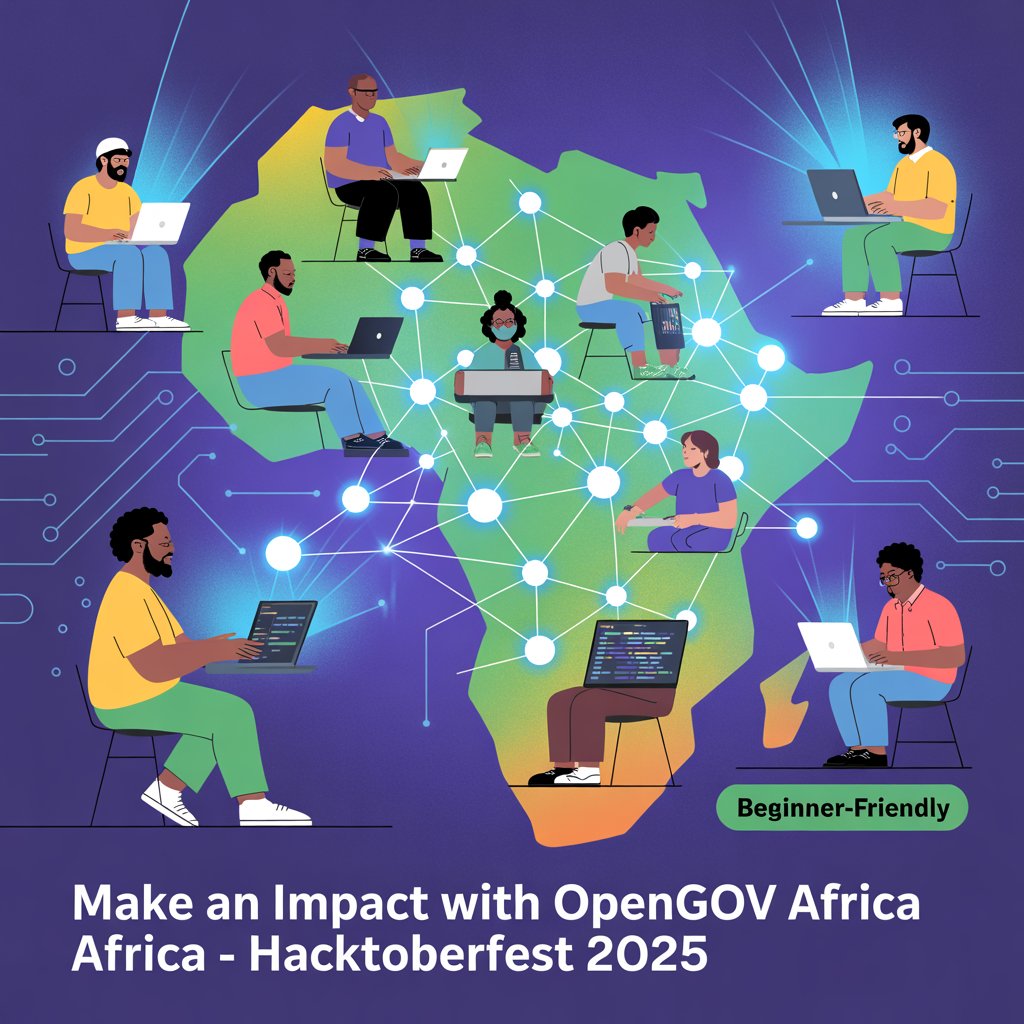 Beginner-Friendly
Make an Impact with OpenGOV Africa
Africa - Hacktoberfest 2025